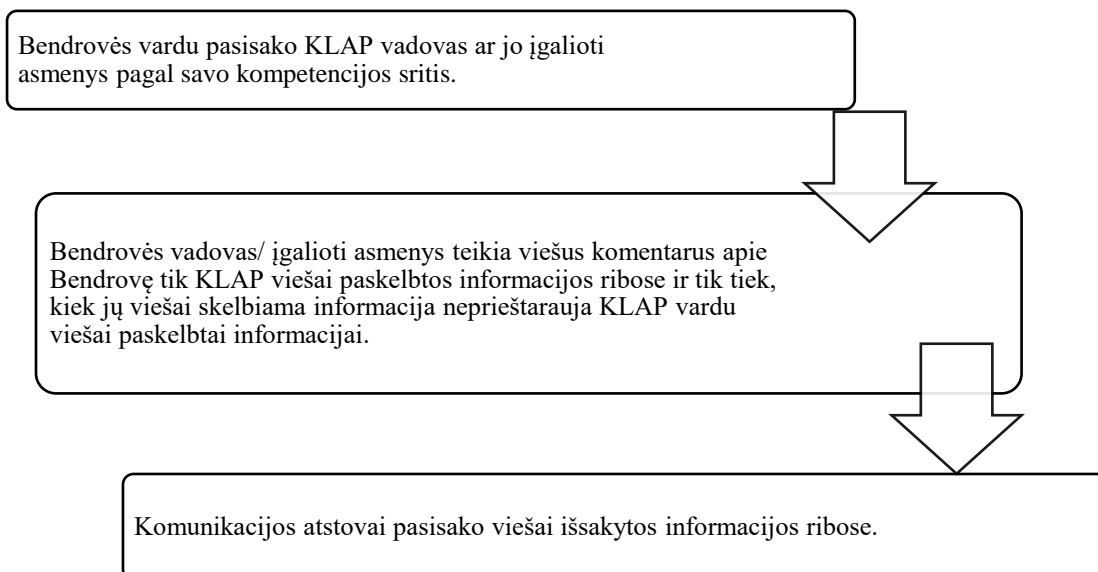 Bendrovės vardu pasisako KLAP vadovas ar jo įgalioti
asmenys pagal savo kompetencijos sritis.
Bendrovės vadovas/ įgalioti asmenys teikia viešus komentarus apie
Bendrovę tik KLAP viešai paskelbtos informacijos ribose ir tik tiek,
kiek jų viešai skelbiama informacija neprieštarauja KLAP vardu
viešai paskelbtai informacijai.
Komunikacijos atstovai pasisako viešai išsakytos informacijos ribose.